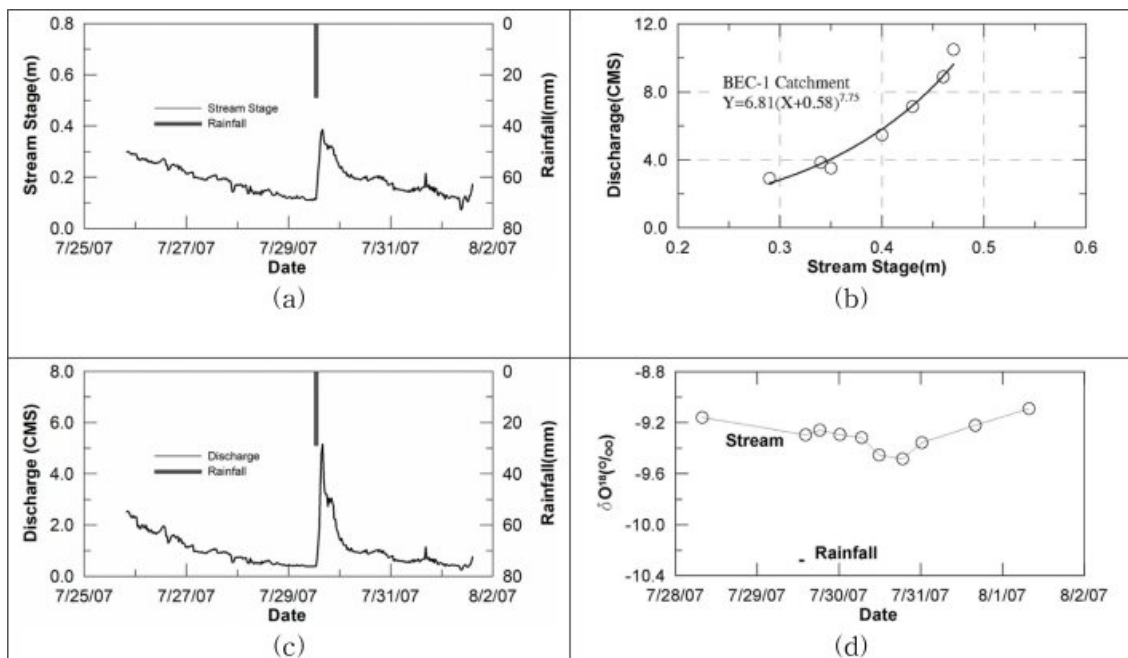 0.8
0.6
0.4
0.2
0.0
Stream Stage(m)
Stream Stage
Rainfall
0
20
40
60
80
Rainfall(mm)
7/25/07 7/27/07 7/29/07 7/31/07 8/2/07
Date
(a)
12.0
8.0
4.0
0.0
Discharage(CMS)
BEC-1 Catchment
Y=6.81(X+0.58)^7.75
0.2 0.3 0.4 0.5 0.6
Stream Stage(m)
(b)
8.0
6.0
4.0
2.0
0.0
Discharge (CMS)
Discharge
Rainfall
0
20
40
60
80
Rainfall(mm)
7/25/07 7/27/07 7/29/07 7/31/07 8/2/07
Date
(c)
-8.8
-9.2
-9.6
-10.0
-10.4
δO¹⁸(⁰/₀₀)
Stream
Rainfall
7/28/07 7/29/07 7/30/07 7/31/07 8/1/07 8/2/07
Date
(d)